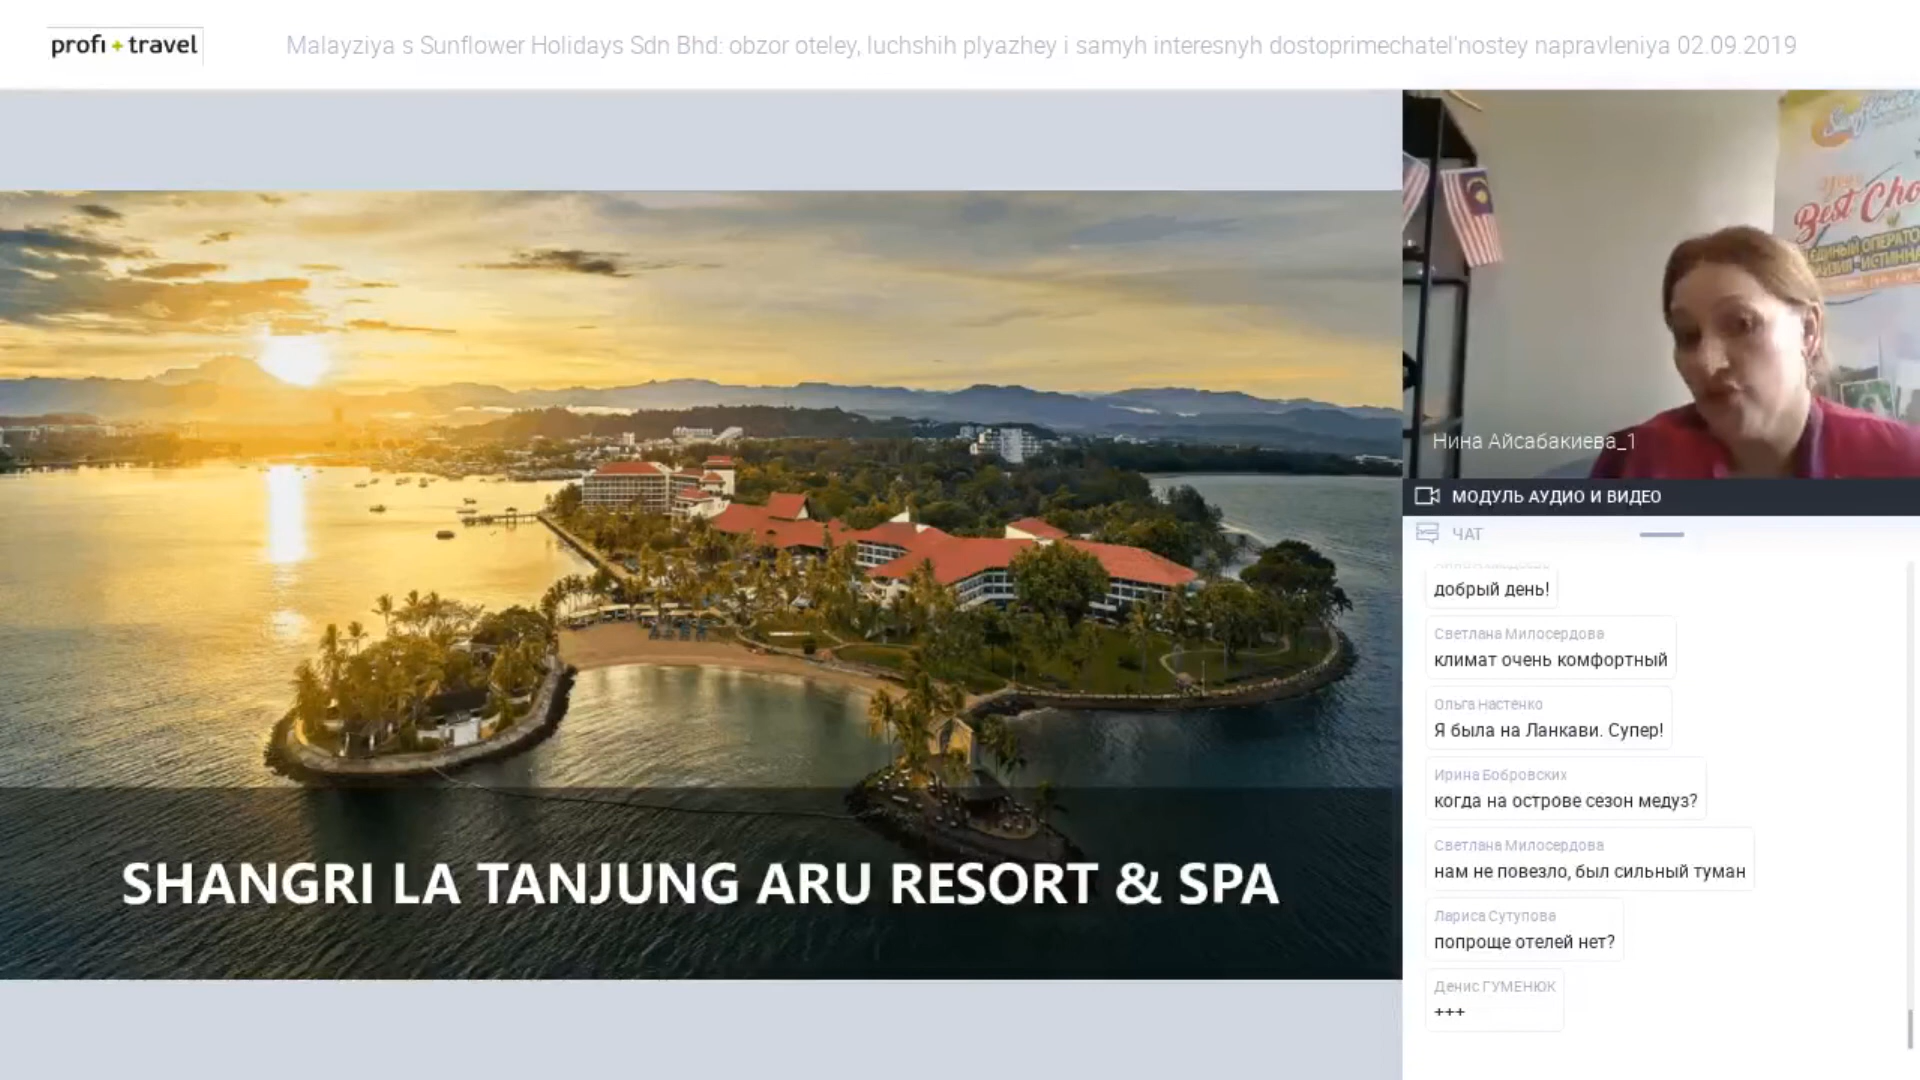 profi + travel
Malayziya s Sunflower Holidays Sdn Bhd: obzor oteley, luchshih plyazhey i samyh interesnyh dostoprimechatel'nostey napravleniya 02.09.2019
Best Cho
Нина Айсабакиева_1
МОДУЛЬ АУДИО И ВИДЕО
ЧАТ
добрый день!
Светлана Милосердова
климат очень комфортный
Ольга Настенко
Я была на Ланкави. Супер!
Ирина Бобровских
когда на острове сезон медуз?
Светлана Милосердова
нам не повезло, был сильный туман
Лариса Сутупова
попроще отелей нет?
Денис ГУМЕНЮК
+++
SHANGRI LA TANJUNG ARU RESORT & SPA